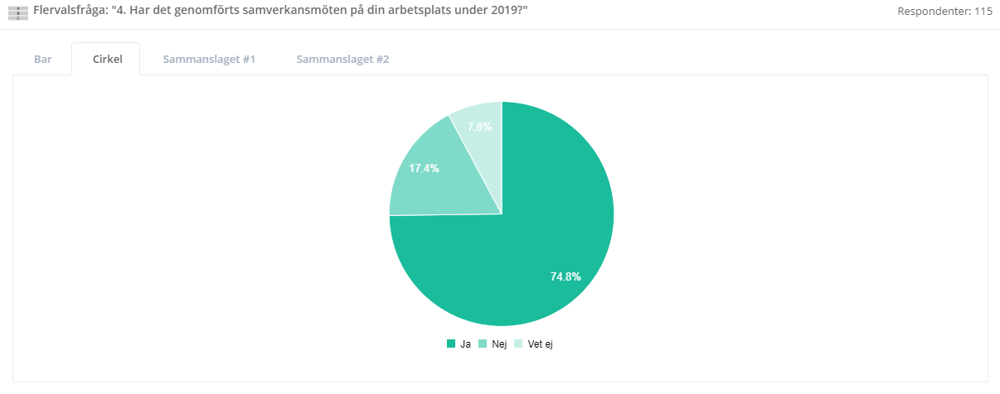 Flervalsfråga: "4. Har det genomförts samverkansmöten på din arbetsplats under 2019?"
Respondenter: 115
Bar
Cirkel
Sammanslaget #1
Sammanslaget #2
7.8%
17.4%
74.8%
Ja
Nej
Vet ej